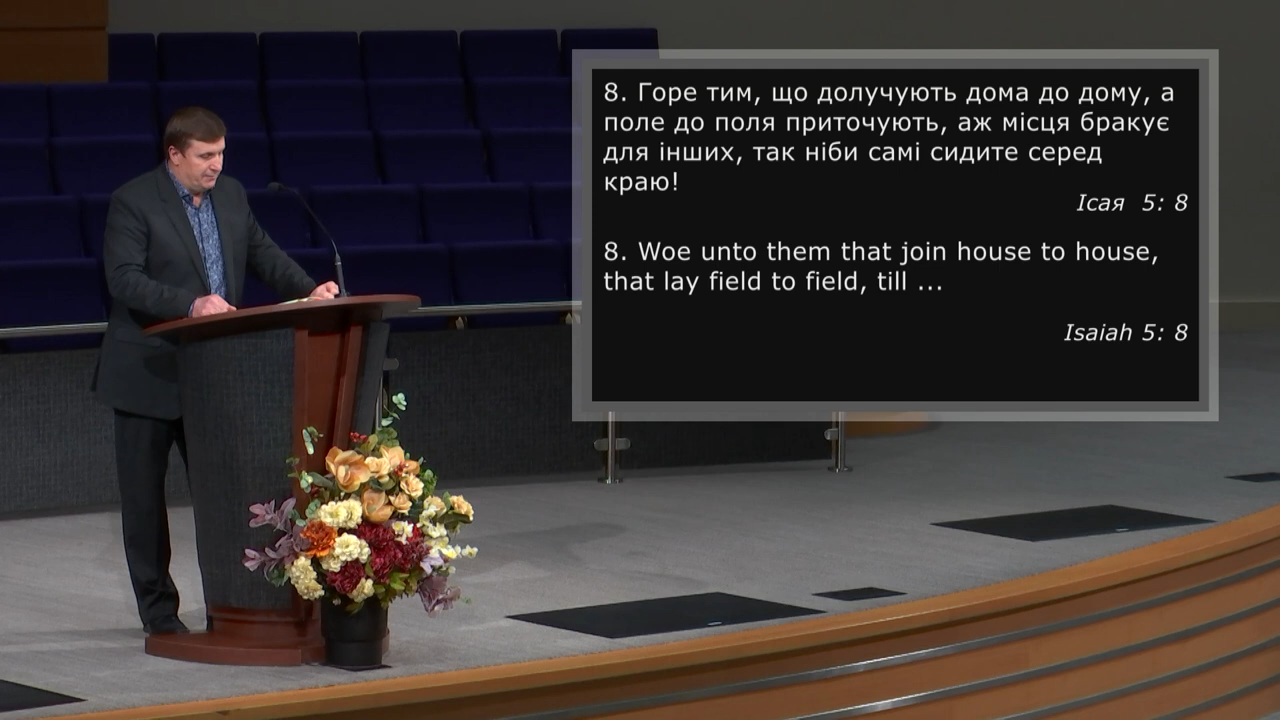 8. Горе тим, що долучують дома до дому, а
поле до поля приточують, аж місця бракує
для інших, так ніби самі сидите серед
краю!
Ісая 5: 8
8. Woe unto them that join house to house,
that lay field to field, till ...
Isaiah 5: 8